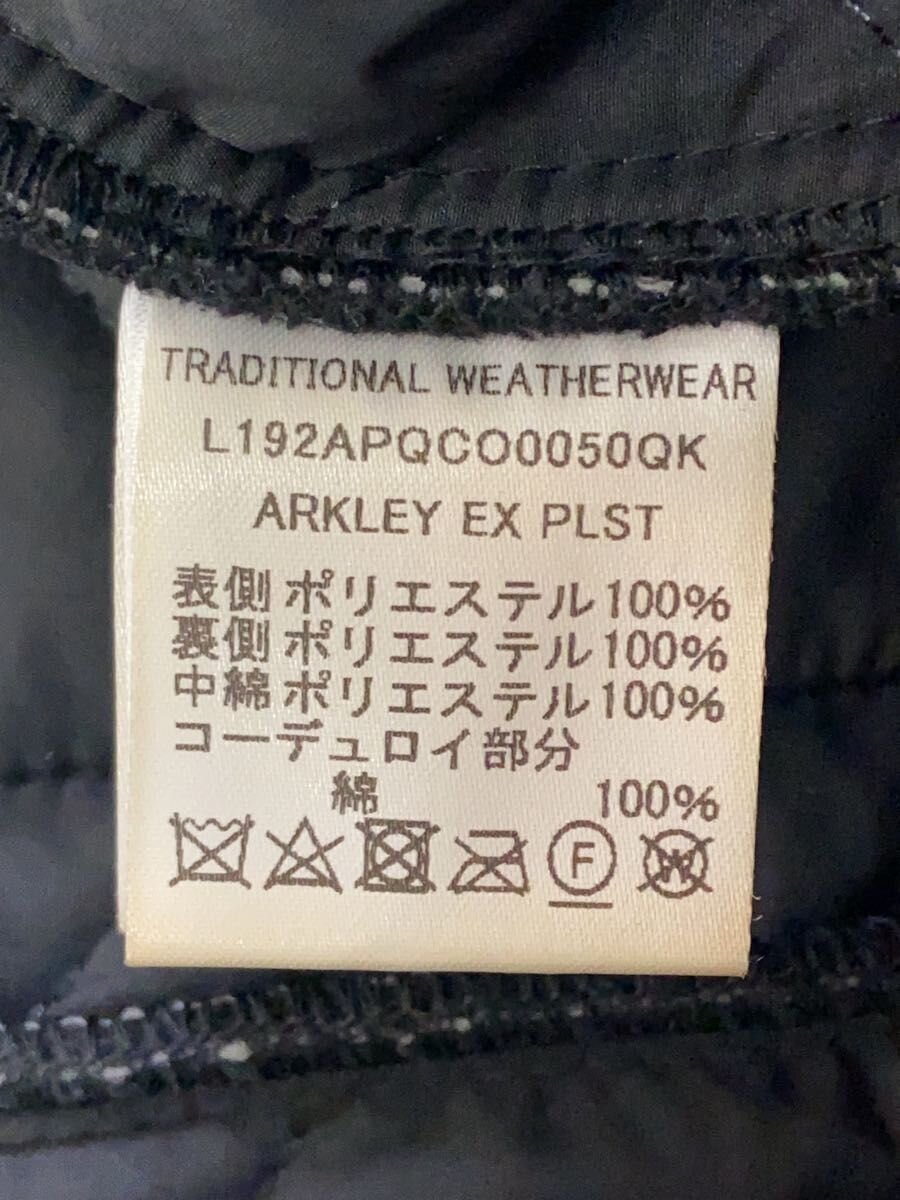 TRADITIONAL WEATHERWEAR
L192APQCO0050QK
ARKLEY EX PLST
表側 ポリエステル100%
裏側 ポリエステル100%
中綿 ポリエステル100%
コーデュロイ部分
綿 100%
F W